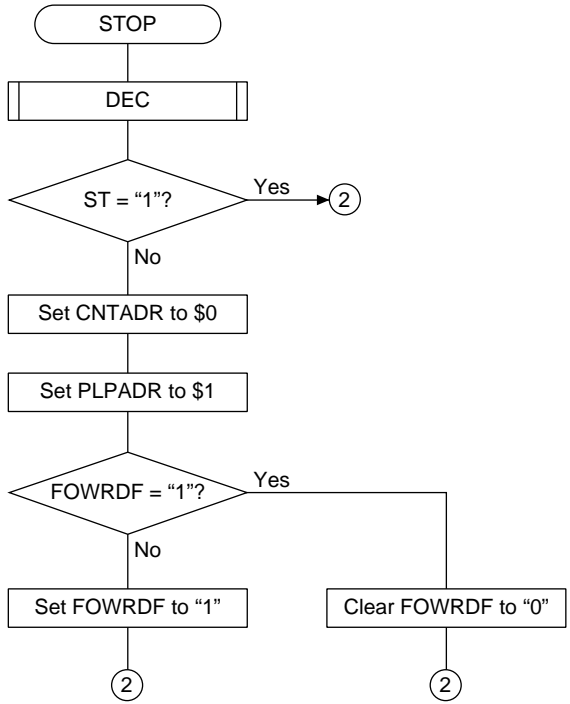 STOP
DEC
ST = “1”?
Yes
2
No
Set CNTADR to $0
Set PLPADR to $1
FOWRDF = “1”?
Yes
No
Set FOWRDF to “1”
Clear FOWRDF to “0”
2
2